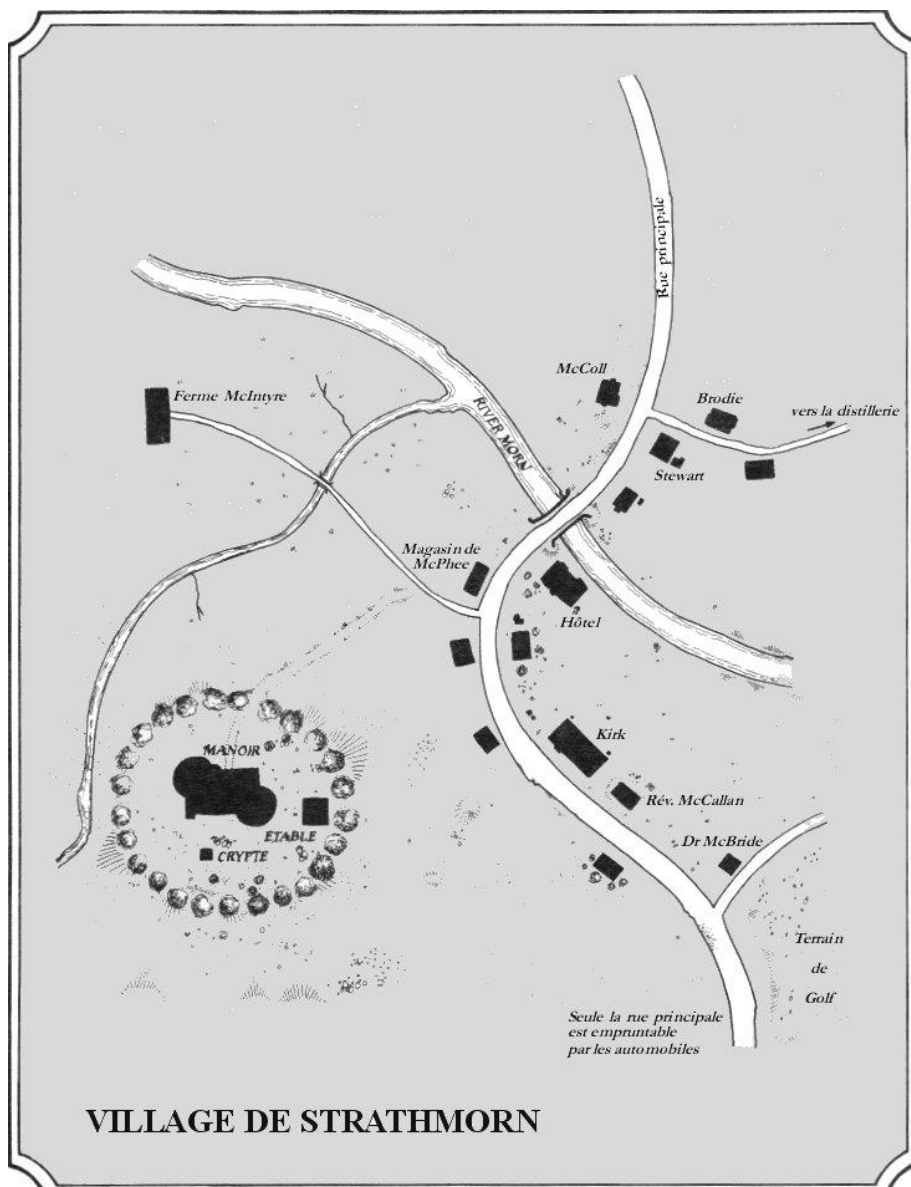 Rue principale
McColl
Ferme McIntyre
Brodie
vers la distillerie
RIVER MORN
Stewart
Magasin de
McPhee
Hôtel
Kirk
MANOIR
Rév. McCallan
ETABLE
Dr McBride
CRYPTE
Terrain
de
Golf
Seule la rue principale
est empruntable
par les automobiles
VILLAGE DE STRATHMORN